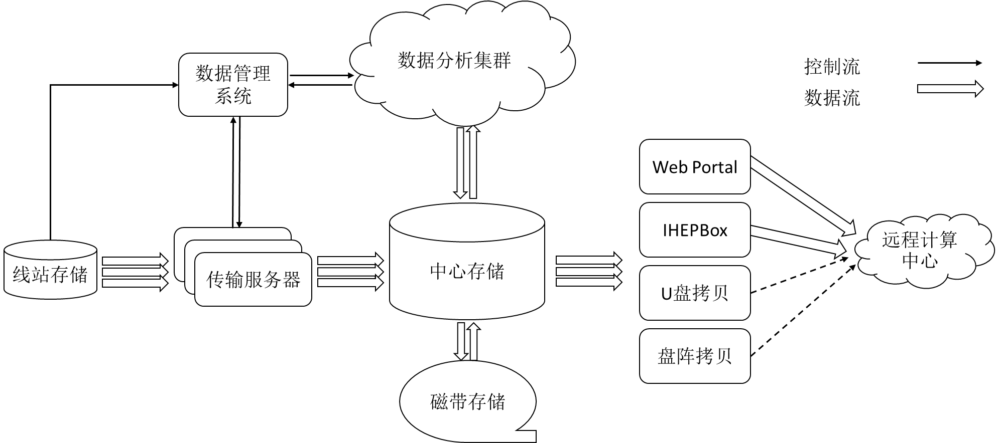 数据分析集群
控制流
数据流
数据管理
系统
Web Portal
IHEPBox
U盘拷贝
盘阵拷贝
远程计算
中心
线站存储
传输服务器
中心存储
磁带存储